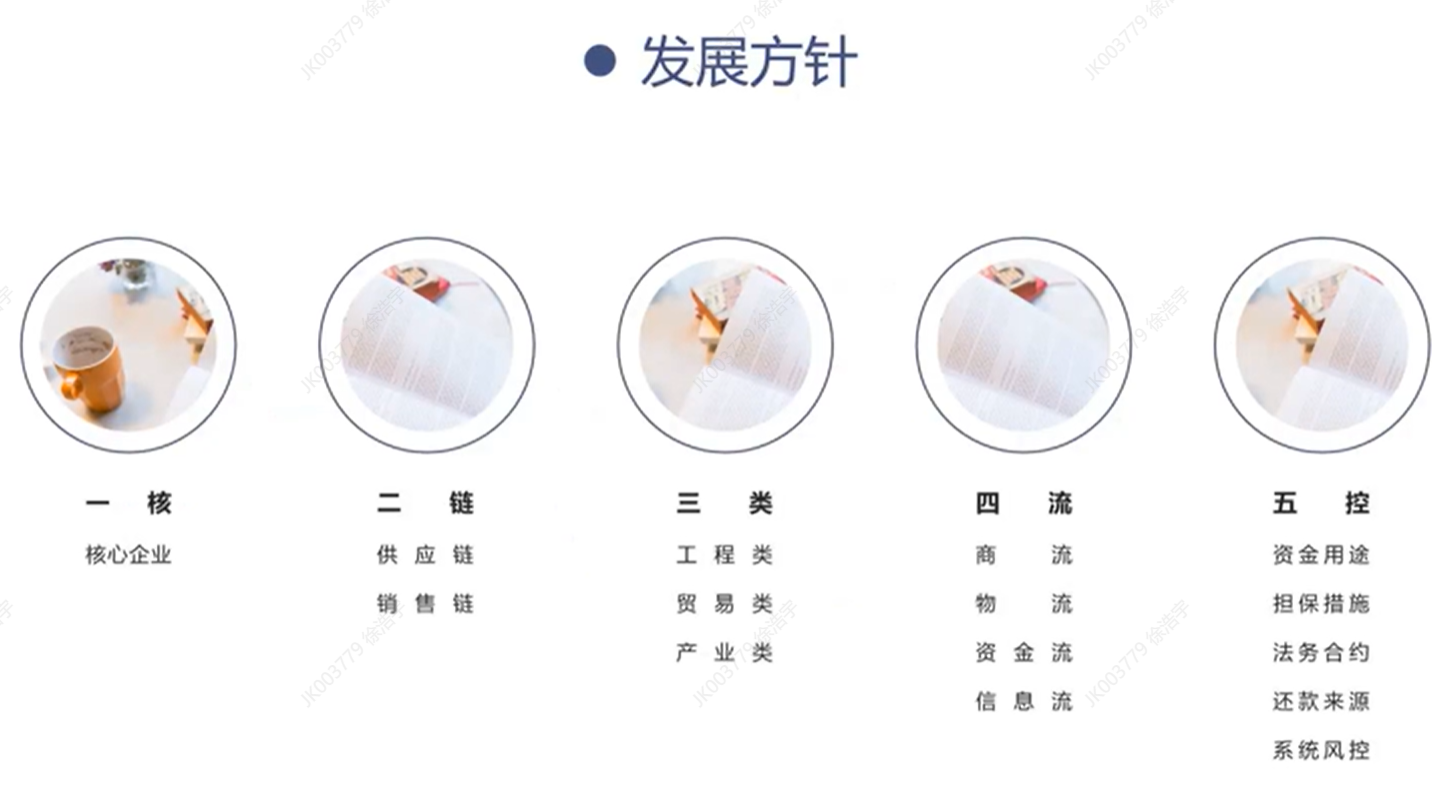 发展方针
一核
核心企业
二链
供应链
销售链
三类
工程类
贸易类
产业类
四流
商流
物流
资金流
信息流
五控
资金用途
担保措施
法务合约
还款来源
系统风控
JK003779 徐浩宇